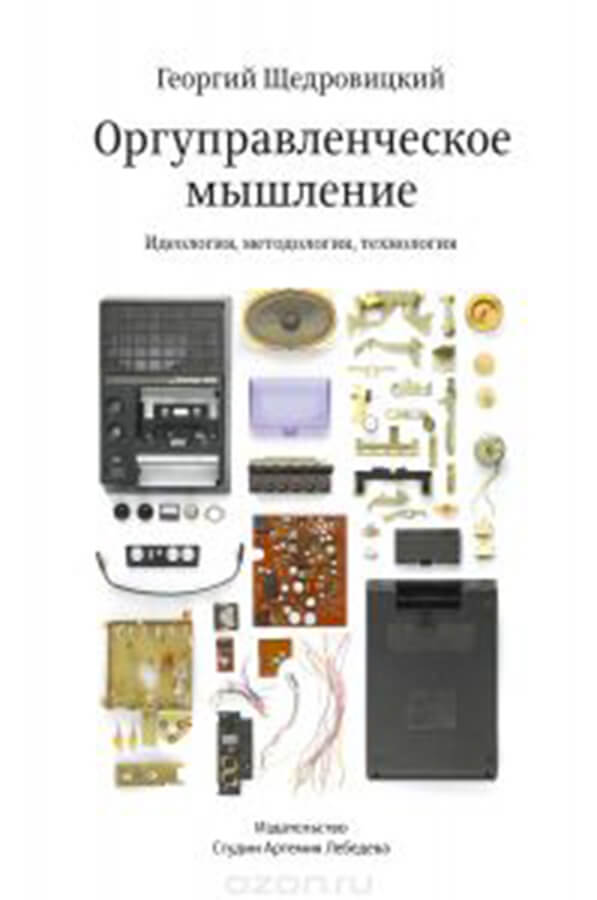 Георгий Щедровицкий
Оргуправленческое
мышление
Идеология, методология, технология
Издательство
Студии Артемия Лебедева
ozon.ru